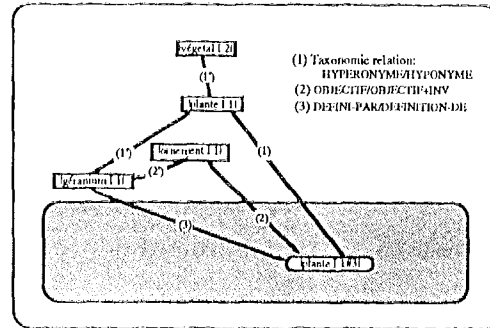 végétal I 2
(1) Taxonomic relation:
HYPERONYME/HYPONYME
(2) OBJECTIF/OBJECTIF+INV
(3) DEFINI-PAR/DEFINITION-DE
(1')
plante I 1
(1')
ornement I 1
(1)
(2')
géranium I 1
(3)
(2)
plante I 1#3